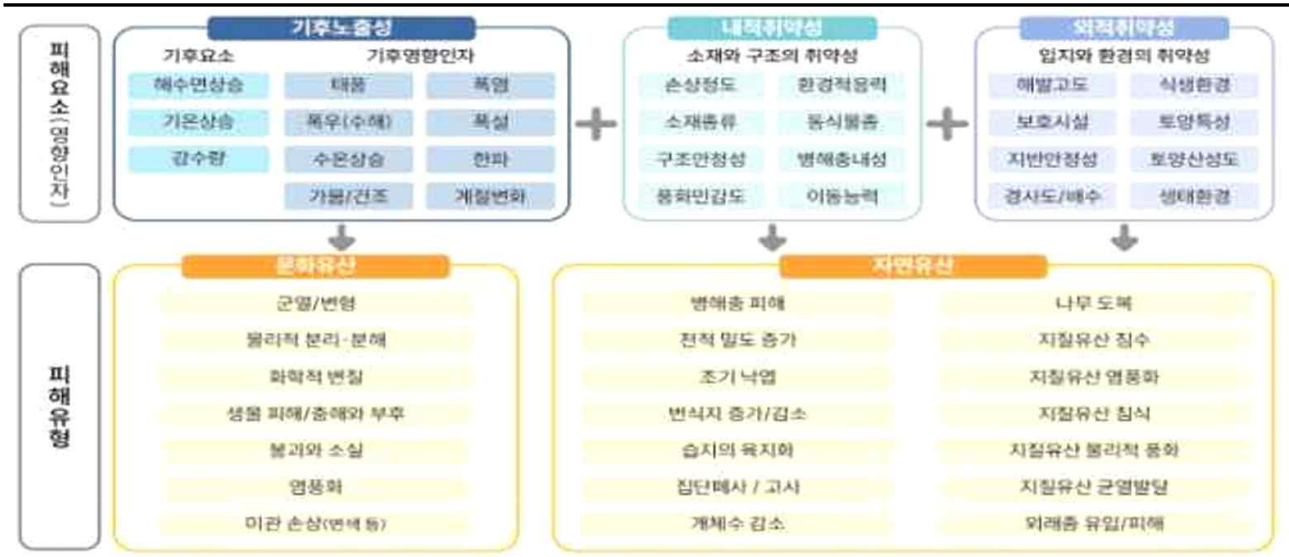 피해요소(영향인자)
기후노출성
기후요소
해수면상승
기온상승
강수량
기후영향인자
태풍 폭염
폭우(수해) 폭설
수온상승 한파
가뭄/건조 계절변화
+
내적취약성
소재와 구조의 취약성
손상정도 환경적응력
소재종류 동식물종
구조안정성 병해충내성
풍화민감도 이동능력
+
외적취약성
입지와 환경의 취약성
해발고도 식생환경
보호시설 토양특성
지반안정성 토양산성도
경사도/배수 생태환경
피해유형
문화유산
균열/변형
물리적 분리·분해
화학적 변질
생물 피해/충해와 부후
붕괴와 소실
염풍화
미관 손상(변색 등)
자연유산
병해충 피해 나무 도복
천적 밀도 증가 지질유산 침수
조기 낙엽 지질유산 염풍화
번식지 증가/감소 지질유산 침식
습지의 육지화 지질유산 물리적 풍화
집단폐사 / 고사 지질유산 균열발달
개체수 감소 외래종 유입/피해